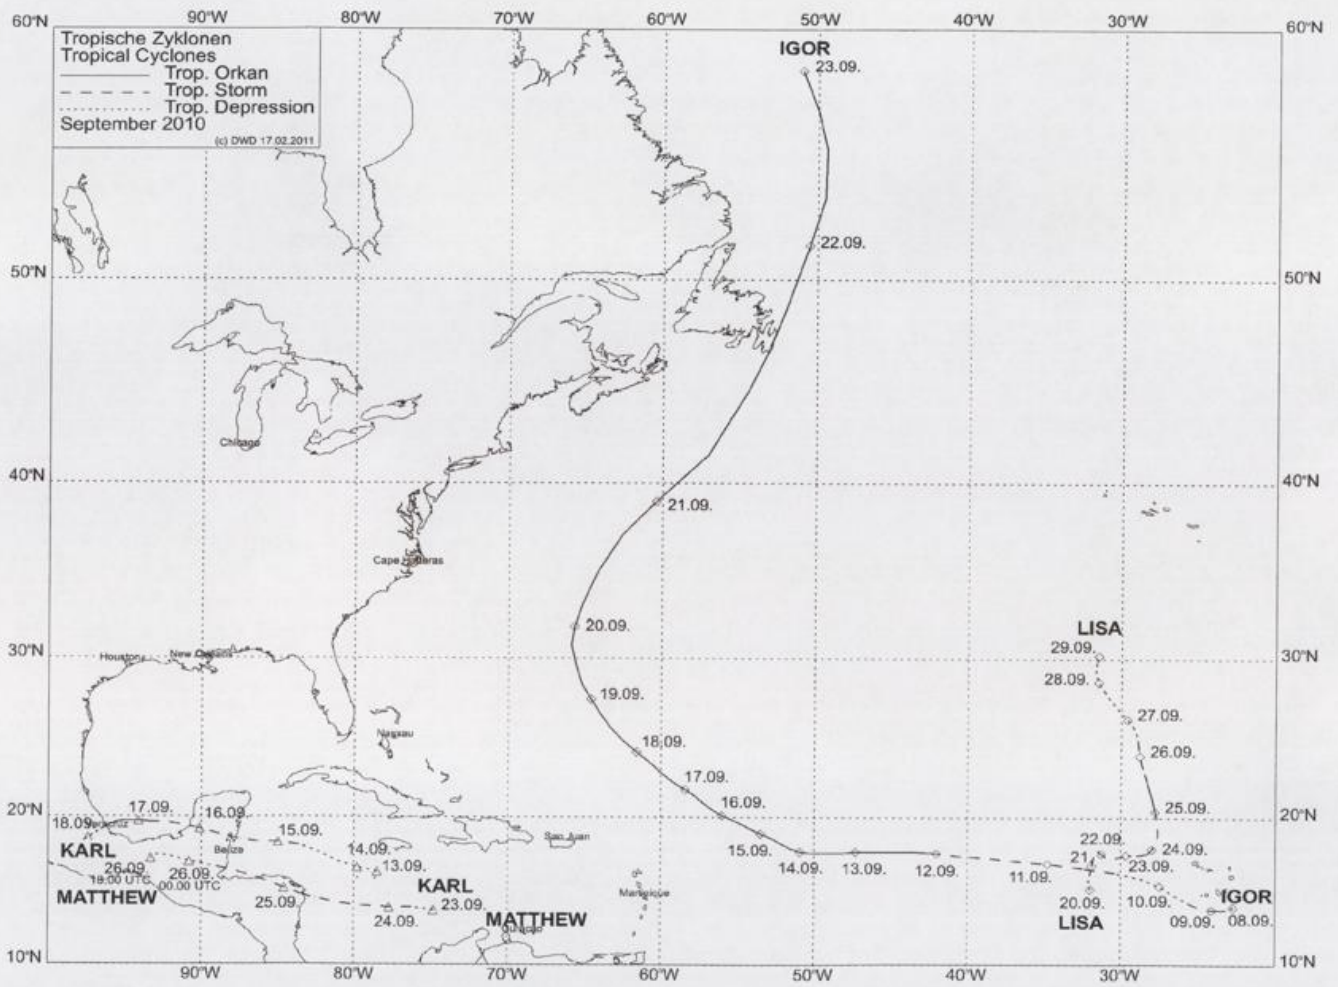 90°W 80°W 70°W 60°W 50°W 40°W 30°W
60°N 60°N
Tropische Zyklonen
Tropical Cyclones
Trop. Orkan
Trop. Storm
Trop. Depression
September 2010
(c) DWD 17.02.2011
IGOR
23.09.
22.09.
50°N 50°N
Chicago
40°N 40°N
21.09.
Cape Hatteras
20.09.
LISA
29.09.
30°N 30°N
Houston New Orleans
28.09.
19.09.
27.09.
Nassau
18.09.
26.09.
17.09.
16.09.
25.09.
20°N 20°N
17.09. 16.09.
18.09. Veracruz
15.09.
San Juan
Belize
14.09.
13.09.
15.09.
14.09. 13.09. 12.09.
11.09.
22.09.
21.
24.09.
23.09.
KARL
26.09. 26.09.
18:00 UTC 00.00 UTC
MATTHEW
25.09
24.09.
KARL
23.09.
MATTHEW
Curaçao
Martinique
20.09.
LISA
10.09.
09.09.
IGOR
08.09.
10°N 10°N
90°W 80°W 70°W 60°W 50°W 40°W 30°W